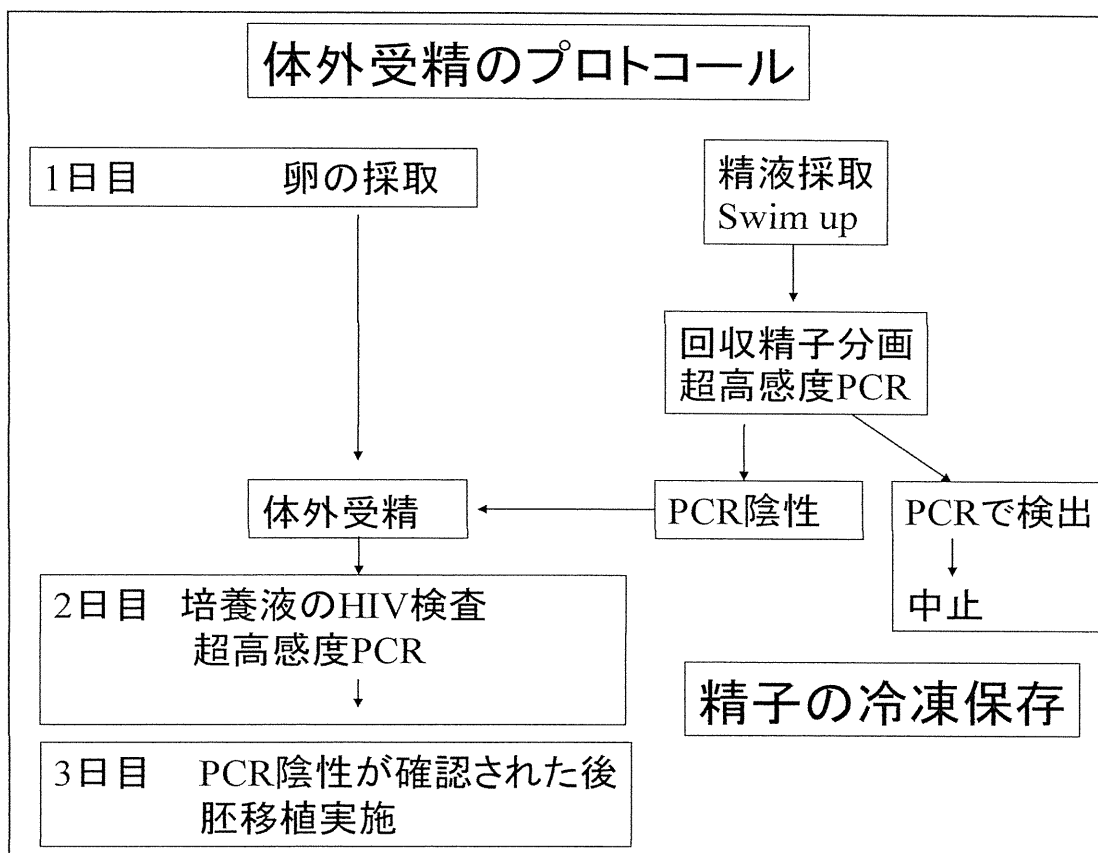 体外受精のプロトコール
1日目 卵の採取
精液採取
Swim up
回収精子分画
超高感度PCR
体外受精
PCR陰性
PCRで検出
中止
2日目 培養液のHIV検査
超高感度PCR
精子の冷凍保存
3日目 PCR陰性が確認された後
胚移植実施